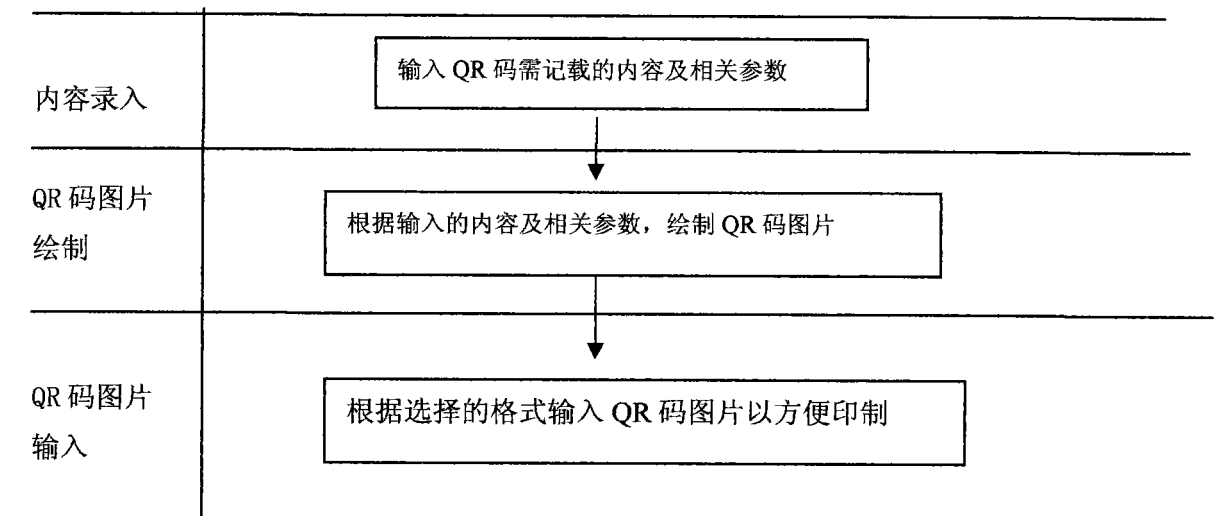 输入 QR 码需记载的内容及相关参数
内容录入
QR 码图片
绘制
根据输入的内容及相关参数，绘制 QR 码图片
QR 码图片
输入
根据选择的格式输入 QR 码图片以方便印制